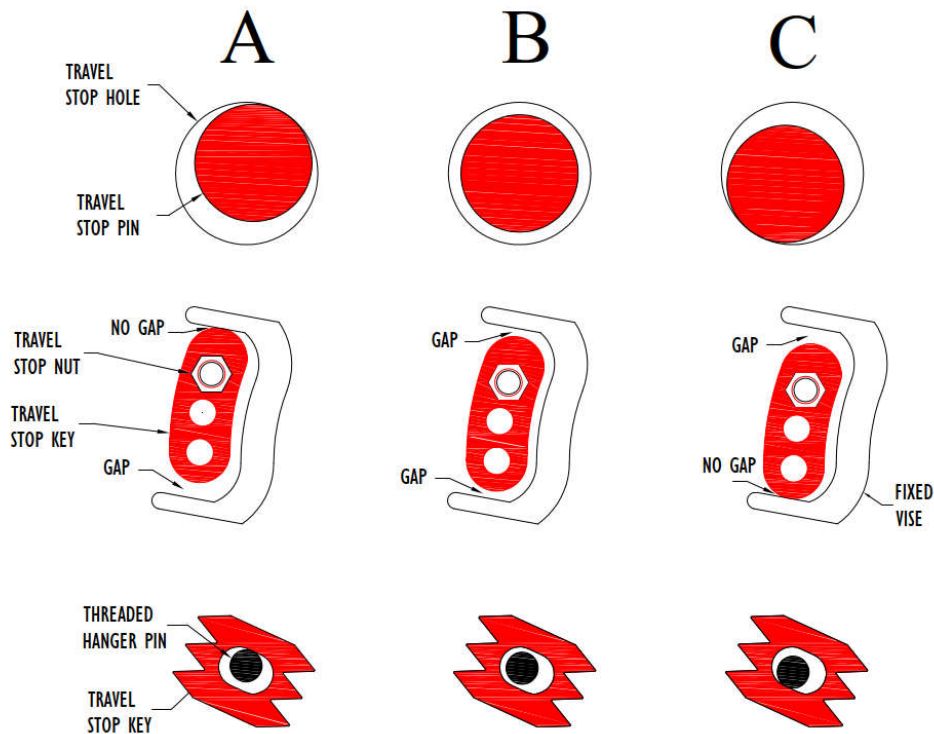 A
B
C
TRAVEL
STOP HOLE
TRAVEL
STOP PIN
NO GAP
TRAVEL
STOP NUT
TRAVEL
STOP KEY
GAP
GAP
GAP
GAP
NO GAP
FIXED
VISE
THREADED
HANGER PIN
TRAVEL
STOP KEY